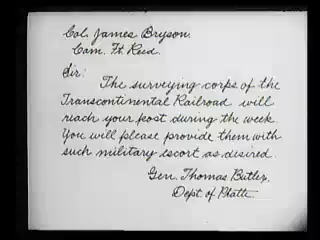 Col. James Bryson.
Com. Ft. Reed.
Sir:
The surveying corps of the
Transcontinental Railroad will
reach your post during the week.
You will please provide them with
such military escort as desired.
Gen. Thomas Butler,
Dept of Platte